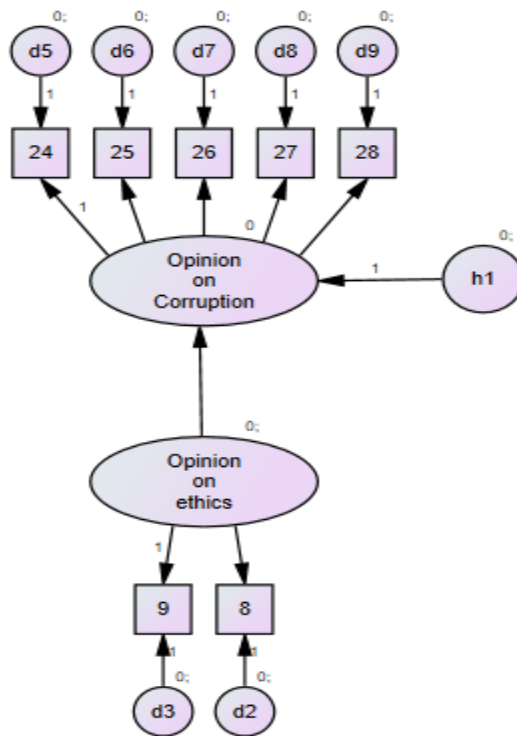 0; 0; 0; 0; 0;
d5 d6 d7 d8 d9
1 1 1 1 1
24 25 26 27 28
1
0
0;
Opinion
on
Corruption
1
h1
0;
Opinion
on
ethics
1
9 8
1 1
0; 0;
d3 d2